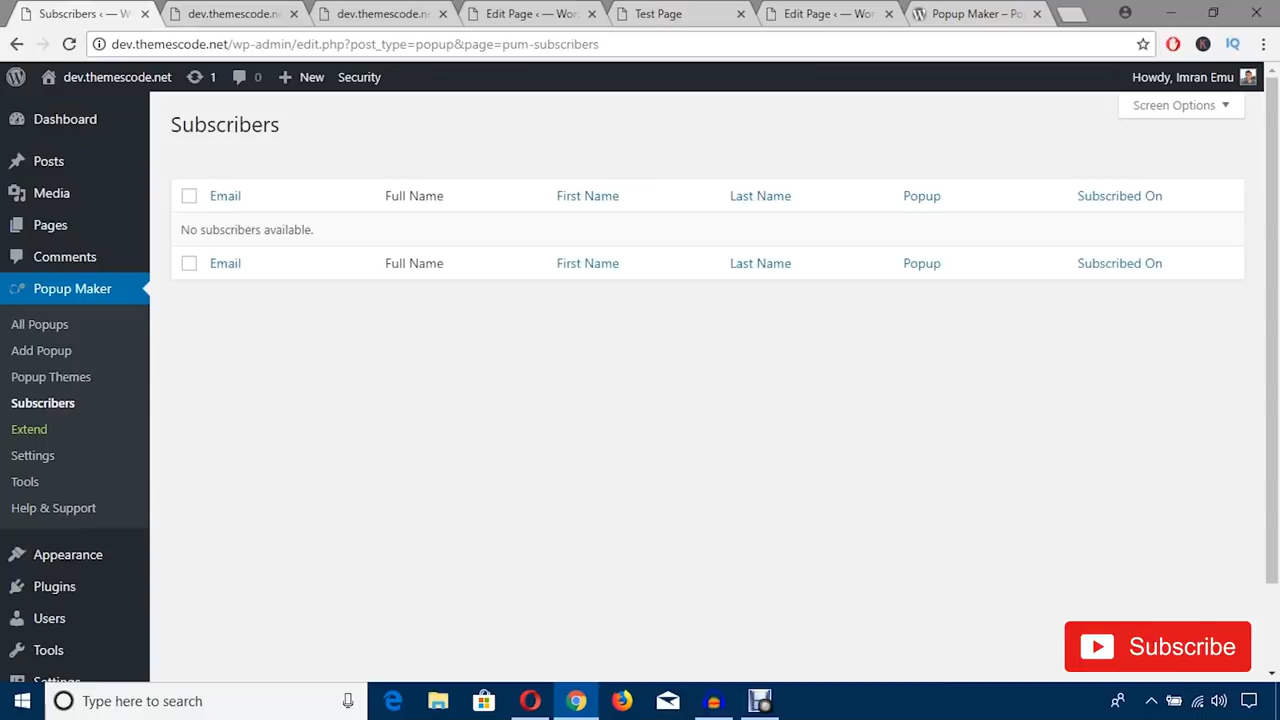 Subscribers ‹ — W
dev.themescode.ne
dev.themescode.ne
Edit Page ‹ — Wor
Test Page
Edit Page ‹ — Wor
Popup Maker – Po
dev.themescode.net/wp-admin/edit.php?post_type=popup&page=pum-subscribers
IQ
dev.themescode.net
1
0
New
Security
Howdy, Imran Emu
Screen Options
Subscribers
Dashboard
Posts
Media
Pages
Comments
Popup Maker
All Popups
Add Popup
Popup Themes
Subscribers
Extend
Settings
Tools
Help & Support
Appearance
Plugins
Users
Tools
Settings
Email Full Name First Name Last Name Popup Subscribed On
No subscribers available.
Email Full Name First Name Last Name Popup Subscribed On
Subscribe
Type here to search